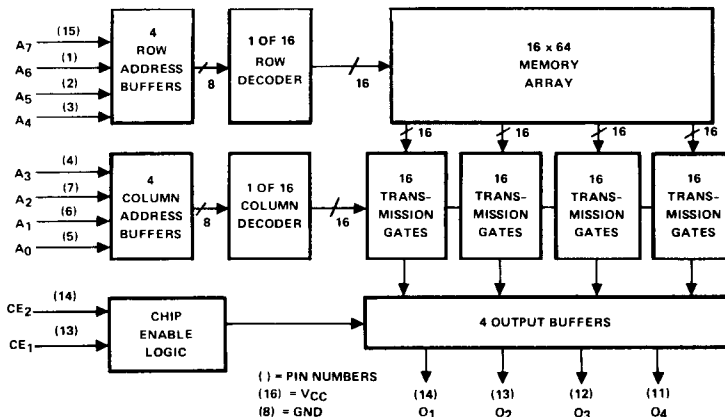 A7 (15)
A6 (1)
A5 (2)
A4 (3)
4
ROW
ADDRESS
BUFFERS
8
1 OF 16
ROW
DECODER
16
16 x 64
MEMORY
ARRAY
16
16
16
16
A3 (4)
A2 (7)
A1 (6)
A0 (5)
4
COLUMN
ADDRESS
BUFFERS
8
1 OF 16
COLUMN
DECODER
16
16
TRANS-
MISSION
GATES
16
TRANS-
MISSION
GATES
16
TRANS-
MISSION
GATES
16
TRANS-
MISSION
GATES
CE2 (14)
CE1 (13)
CHIP
ENABLE
LOGIC
4 OUTPUT BUFFERS
( ) = PIN NUMBERS
(16) = VCC
(8) = GND
(14) (13) (12) (11)
O1 O2 O3 O4